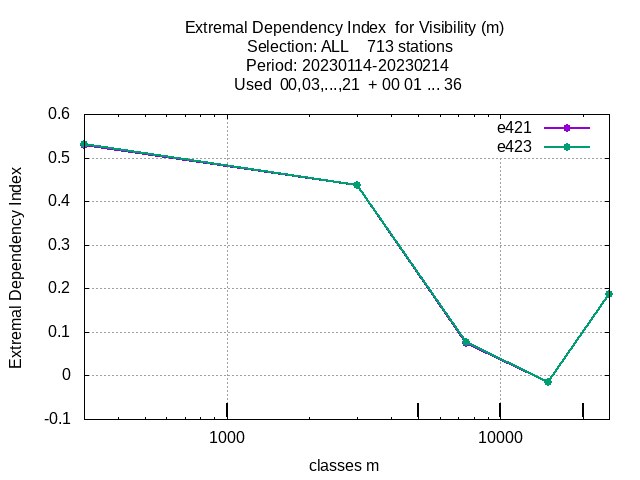 Extremal Dependency Index  for Visibility (m)
Selection: ALL    713 stations
Period: 20230114-20230214
Used  00,03,...,21  + 00 01 ... 36
e421
e423
Extremal Dependency Index
0.6
0.5
0.4
0.3
0.2
0.1
0
-0.1
1000
10000
classes m